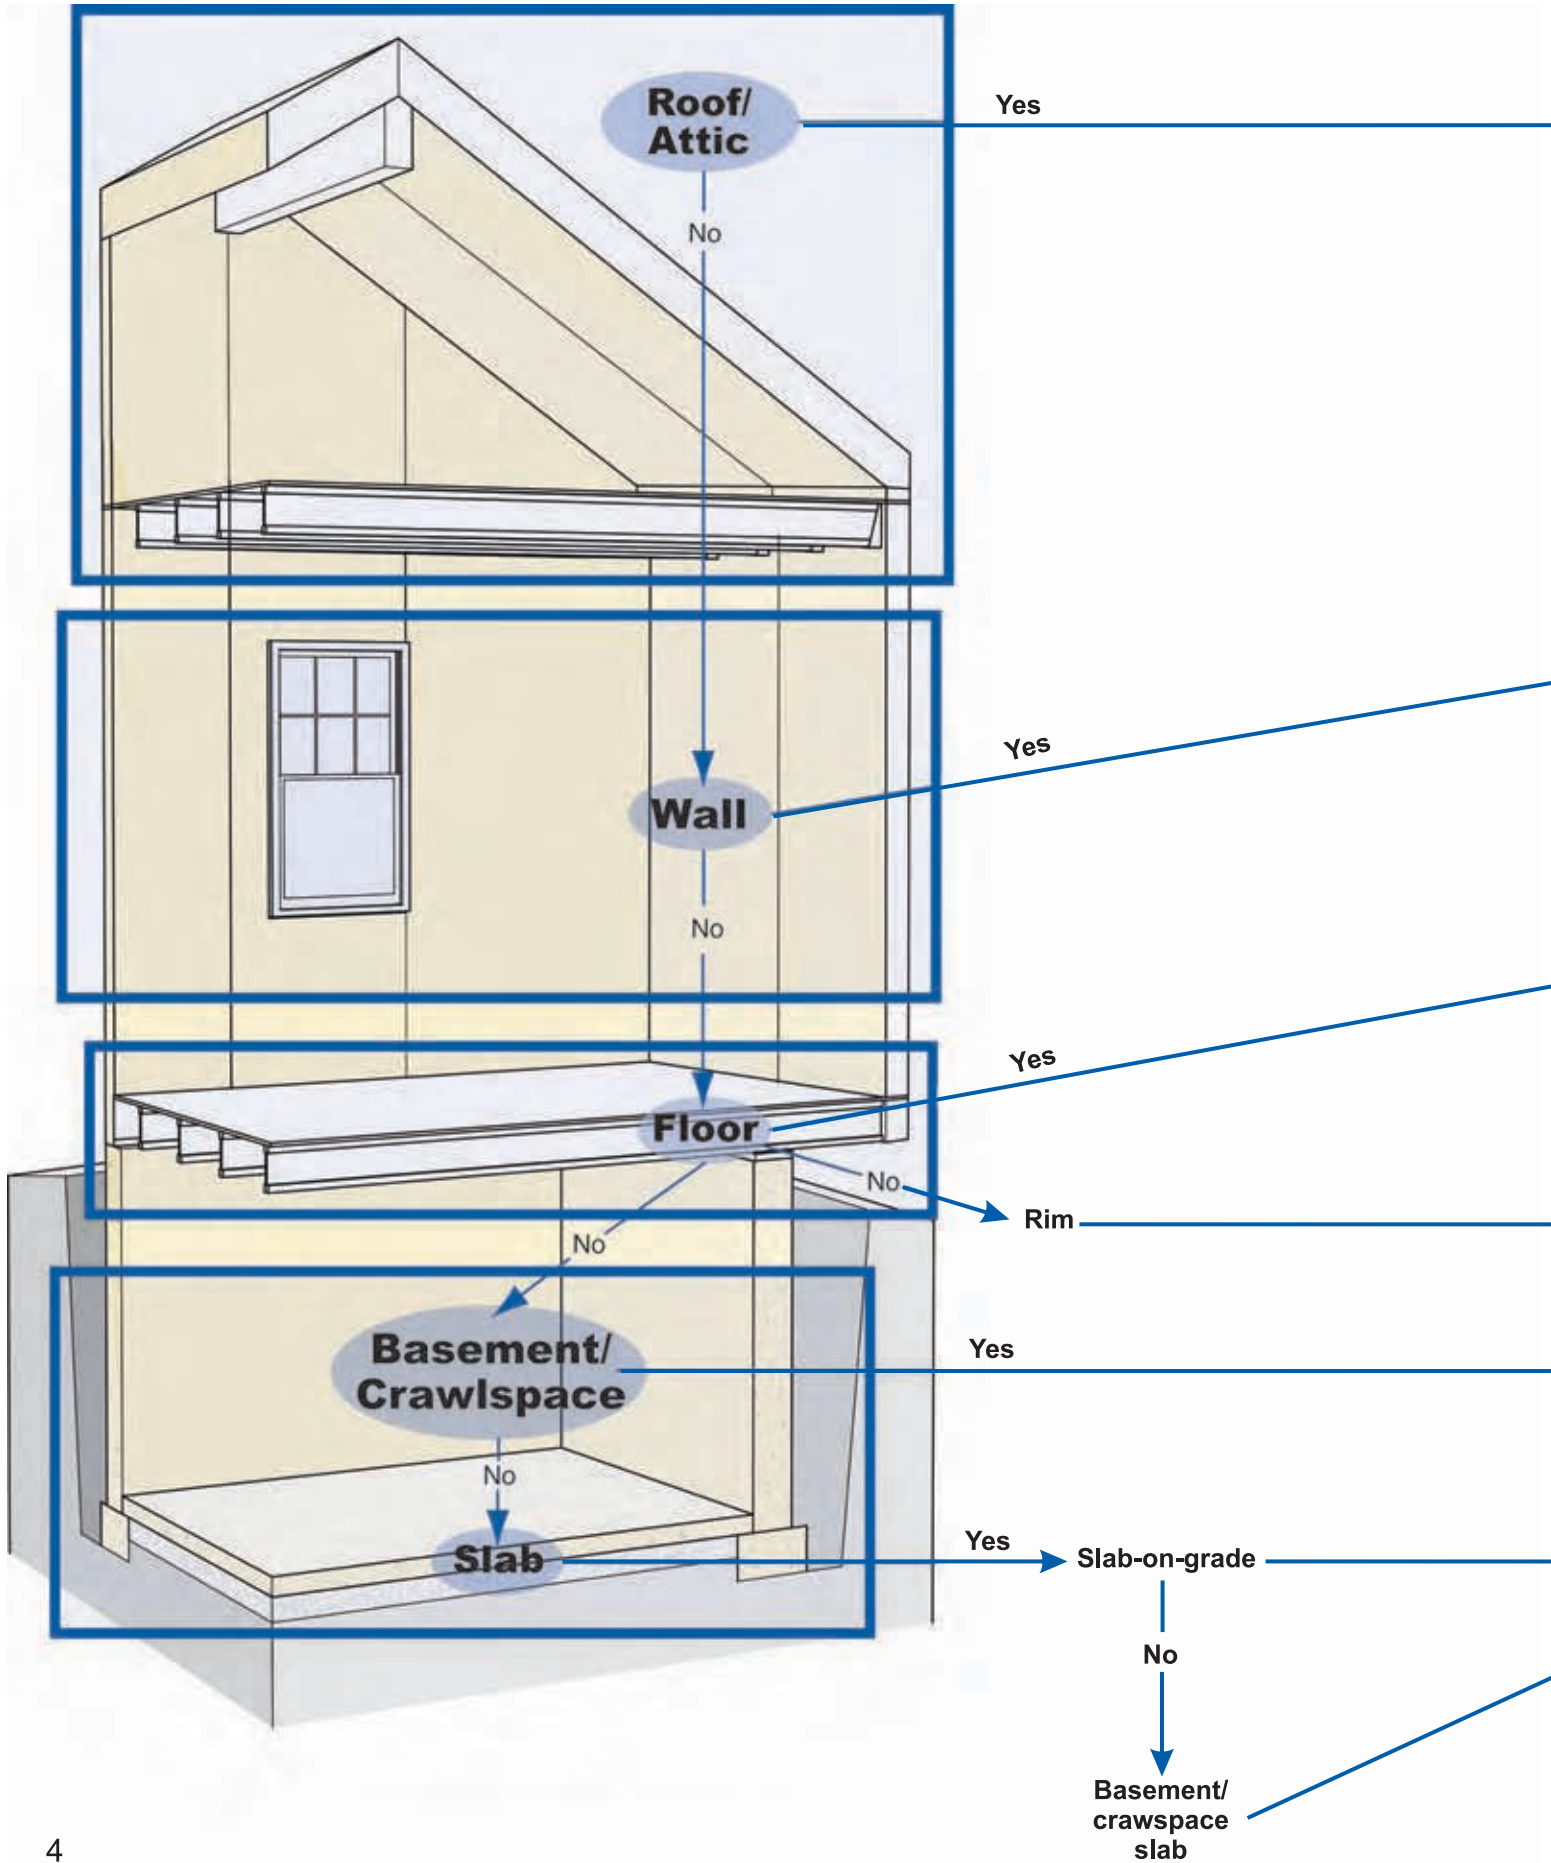 Roof/
Attic
Yes
No
Yes
Wall
No
Yes
Floor
No
Rim
No
Basement/
Crawlspace
Yes
No
Slab
Yes
Slab-on-grade
No
Basement/
crawspace
slab
4